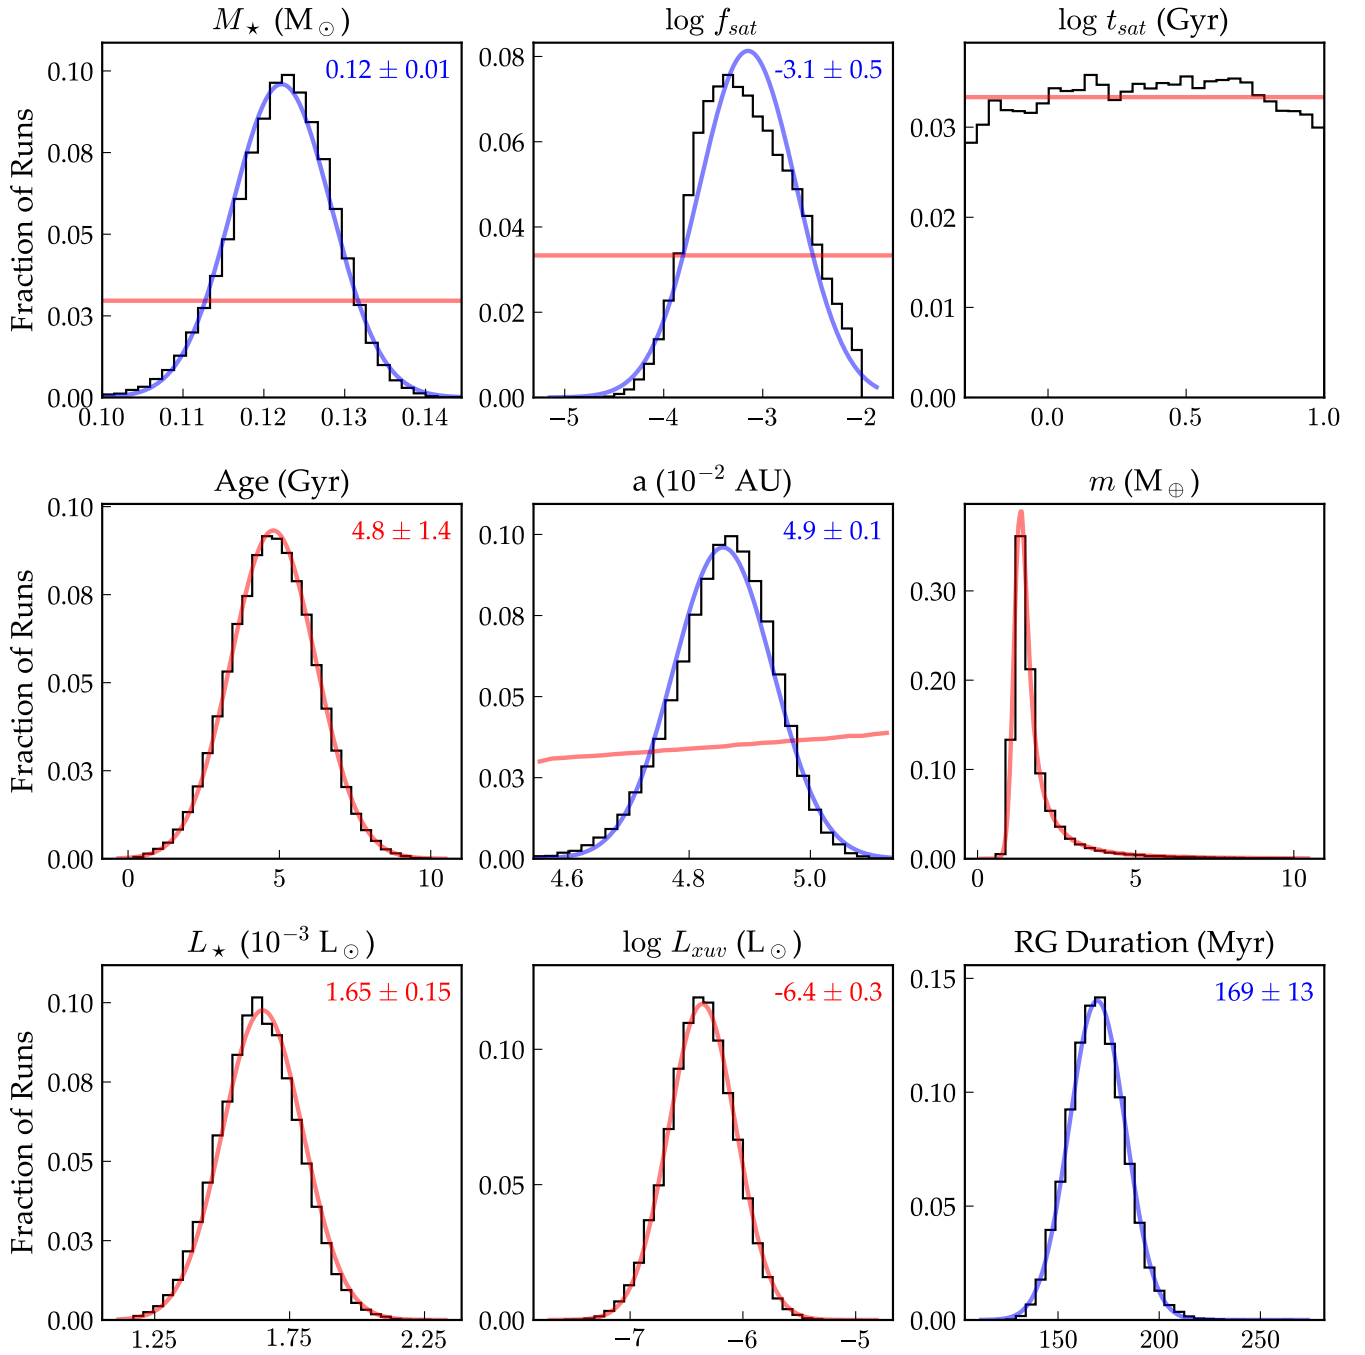 M⋆ (M⊙)
log f_sat
log t_sat (Gyr)
Fraction of Runs
0.12 ± 0.01
-3.1 ± 0.5
0.10
0.08
0.05
0.03
0.00
0.08
0.06
0.04
0.02
0.00
0.03
0.02
0.01
0.00
0.10 0.11 0.12 0.13 0.14
−5 −4 −3 −2
0.0 0.5 1.0
Age (Gyr)
a (10⁻² AU)
m (M⊕)
Fraction of Runs
4.8 ± 1.4
4.9 ± 0.1
0.10
0.08
0.05
0.03
0.00
0.10
0.08
0.05
0.03
0.00
0.30
0.20
0.10
0.00
0 5 10
4.6 4.8 5.0
0 5 10
L⋆ (10⁻³ L⊙)
log L_xuv (L⊙)
RG Duration (Myr)
Fraction of Runs
1.65 ± 0.15
-6.4 ± 0.3
169 ± 13
0.10
0.08
0.05
0.03
0.00
0.10
0.05
0.00
0.15
0.10
0.05
0.00
1.25 1.75 2.25
−7 −6 −5
150 200 250